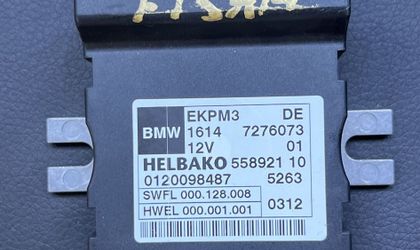 EKPM3 DE
BMW 1614 7276073
12V 01
HELBAKO 558921 10
0120098487 5263
SWFL 000.128.008
HWEL 000.001.001 0312